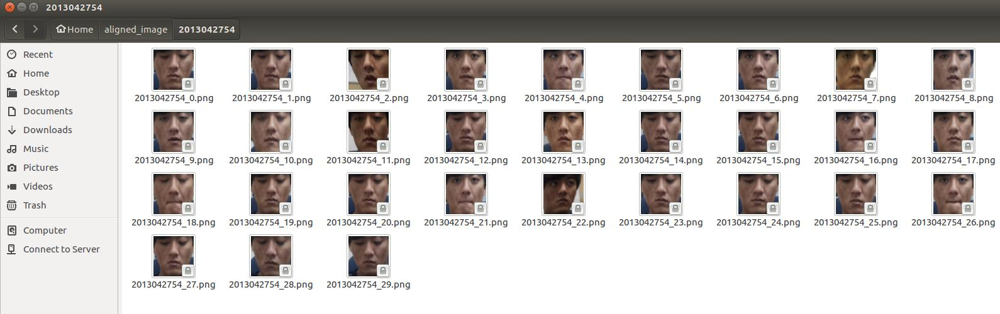 2013042754
Home aligned_image 2013042754
Recent
Home
Desktop
Documents
Downloads
Music
Pictures
Videos
Trash
Computer
Connect to Server
2013042754_0.png 2013042754_1.png 2013042754_2.png 2013042754_3.png 2013042754_4.png 2013042754_5.png 2013042754_6.png 2013042754_7.png 2013042754_8.png
2013042754_9.png 2013042754_10.png 2013042754_11.png 2013042754_12.png 2013042754_13.png 2013042754_14.png 2013042754_15.png 2013042754_16.png 2013042754_17.png
2013042754_18.png 2013042754_19.png 2013042754_20.png 2013042754_21.png 2013042754_22.png 2013042754_23.png 2013042754_24.png 2013042754_25.png 2013042754_26.png
2013042754_27.png 2013042754_28.png 2013042754_29.png